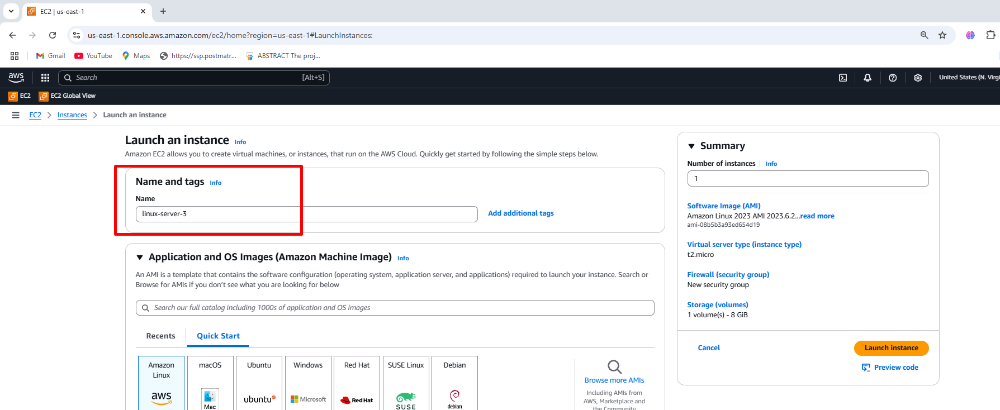 EC2 | us-east-1
us-east-1.console.aws.amazon.com/ec2/home?region=us-east-1#LaunchInstances:
Gmail YouTube Maps https://ssp.postmatr... ABSTRACT The proj...
aws Search [Alt+S] United States (N. Virgi
EC2 EC2 Global View
EC2 Instances Launch an instance
Launch an instance Info
Amazon EC2 allows you to create virtual machines, or instances, that run on the AWS Cloud. Quickly get started by following the simple steps below.
Name and tags Info
Name
linux-server-3
Add additional tags
Application and OS Images (Amazon Machine Image) Info
An AMI is a template that contains the software configuration (operating system, application server, and applications) required to launch your instance. Search or
Browse for AMIs if you don't see what you are looking for below
Search our full catalog including 1000s of application and OS images
Recents Quick Start
Amazon
Linux
aws
macOS
Mac
Ubuntu
ubuntu
Windows
Microsoft
Red Hat
Red Hat
SUSE Linux
SUSE
Debian
debian
Browse more AMIs
Including AMIs from
AWS, Marketplace and
the Community
Summary
Number of instances Info
1
Software Image (AMI)
Amazon Linux 2023 AMI 2023.6.2...read more
ami-08b5b3a93ed654d19
Virtual server type (instance type)
t2.micro
Firewall (security group)
New security group
Storage (volumes)
1 volume(s) - 8 GiB
Cancel
Launch instance
Preview code